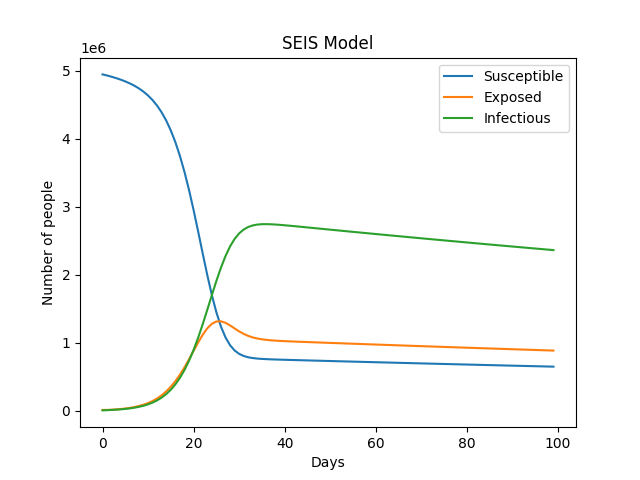 SEIS Model
1e6
Susceptible
Exposed
Infectious
5
4
3
2
1
0
Number of people
0 20 40 60 80 100
Days